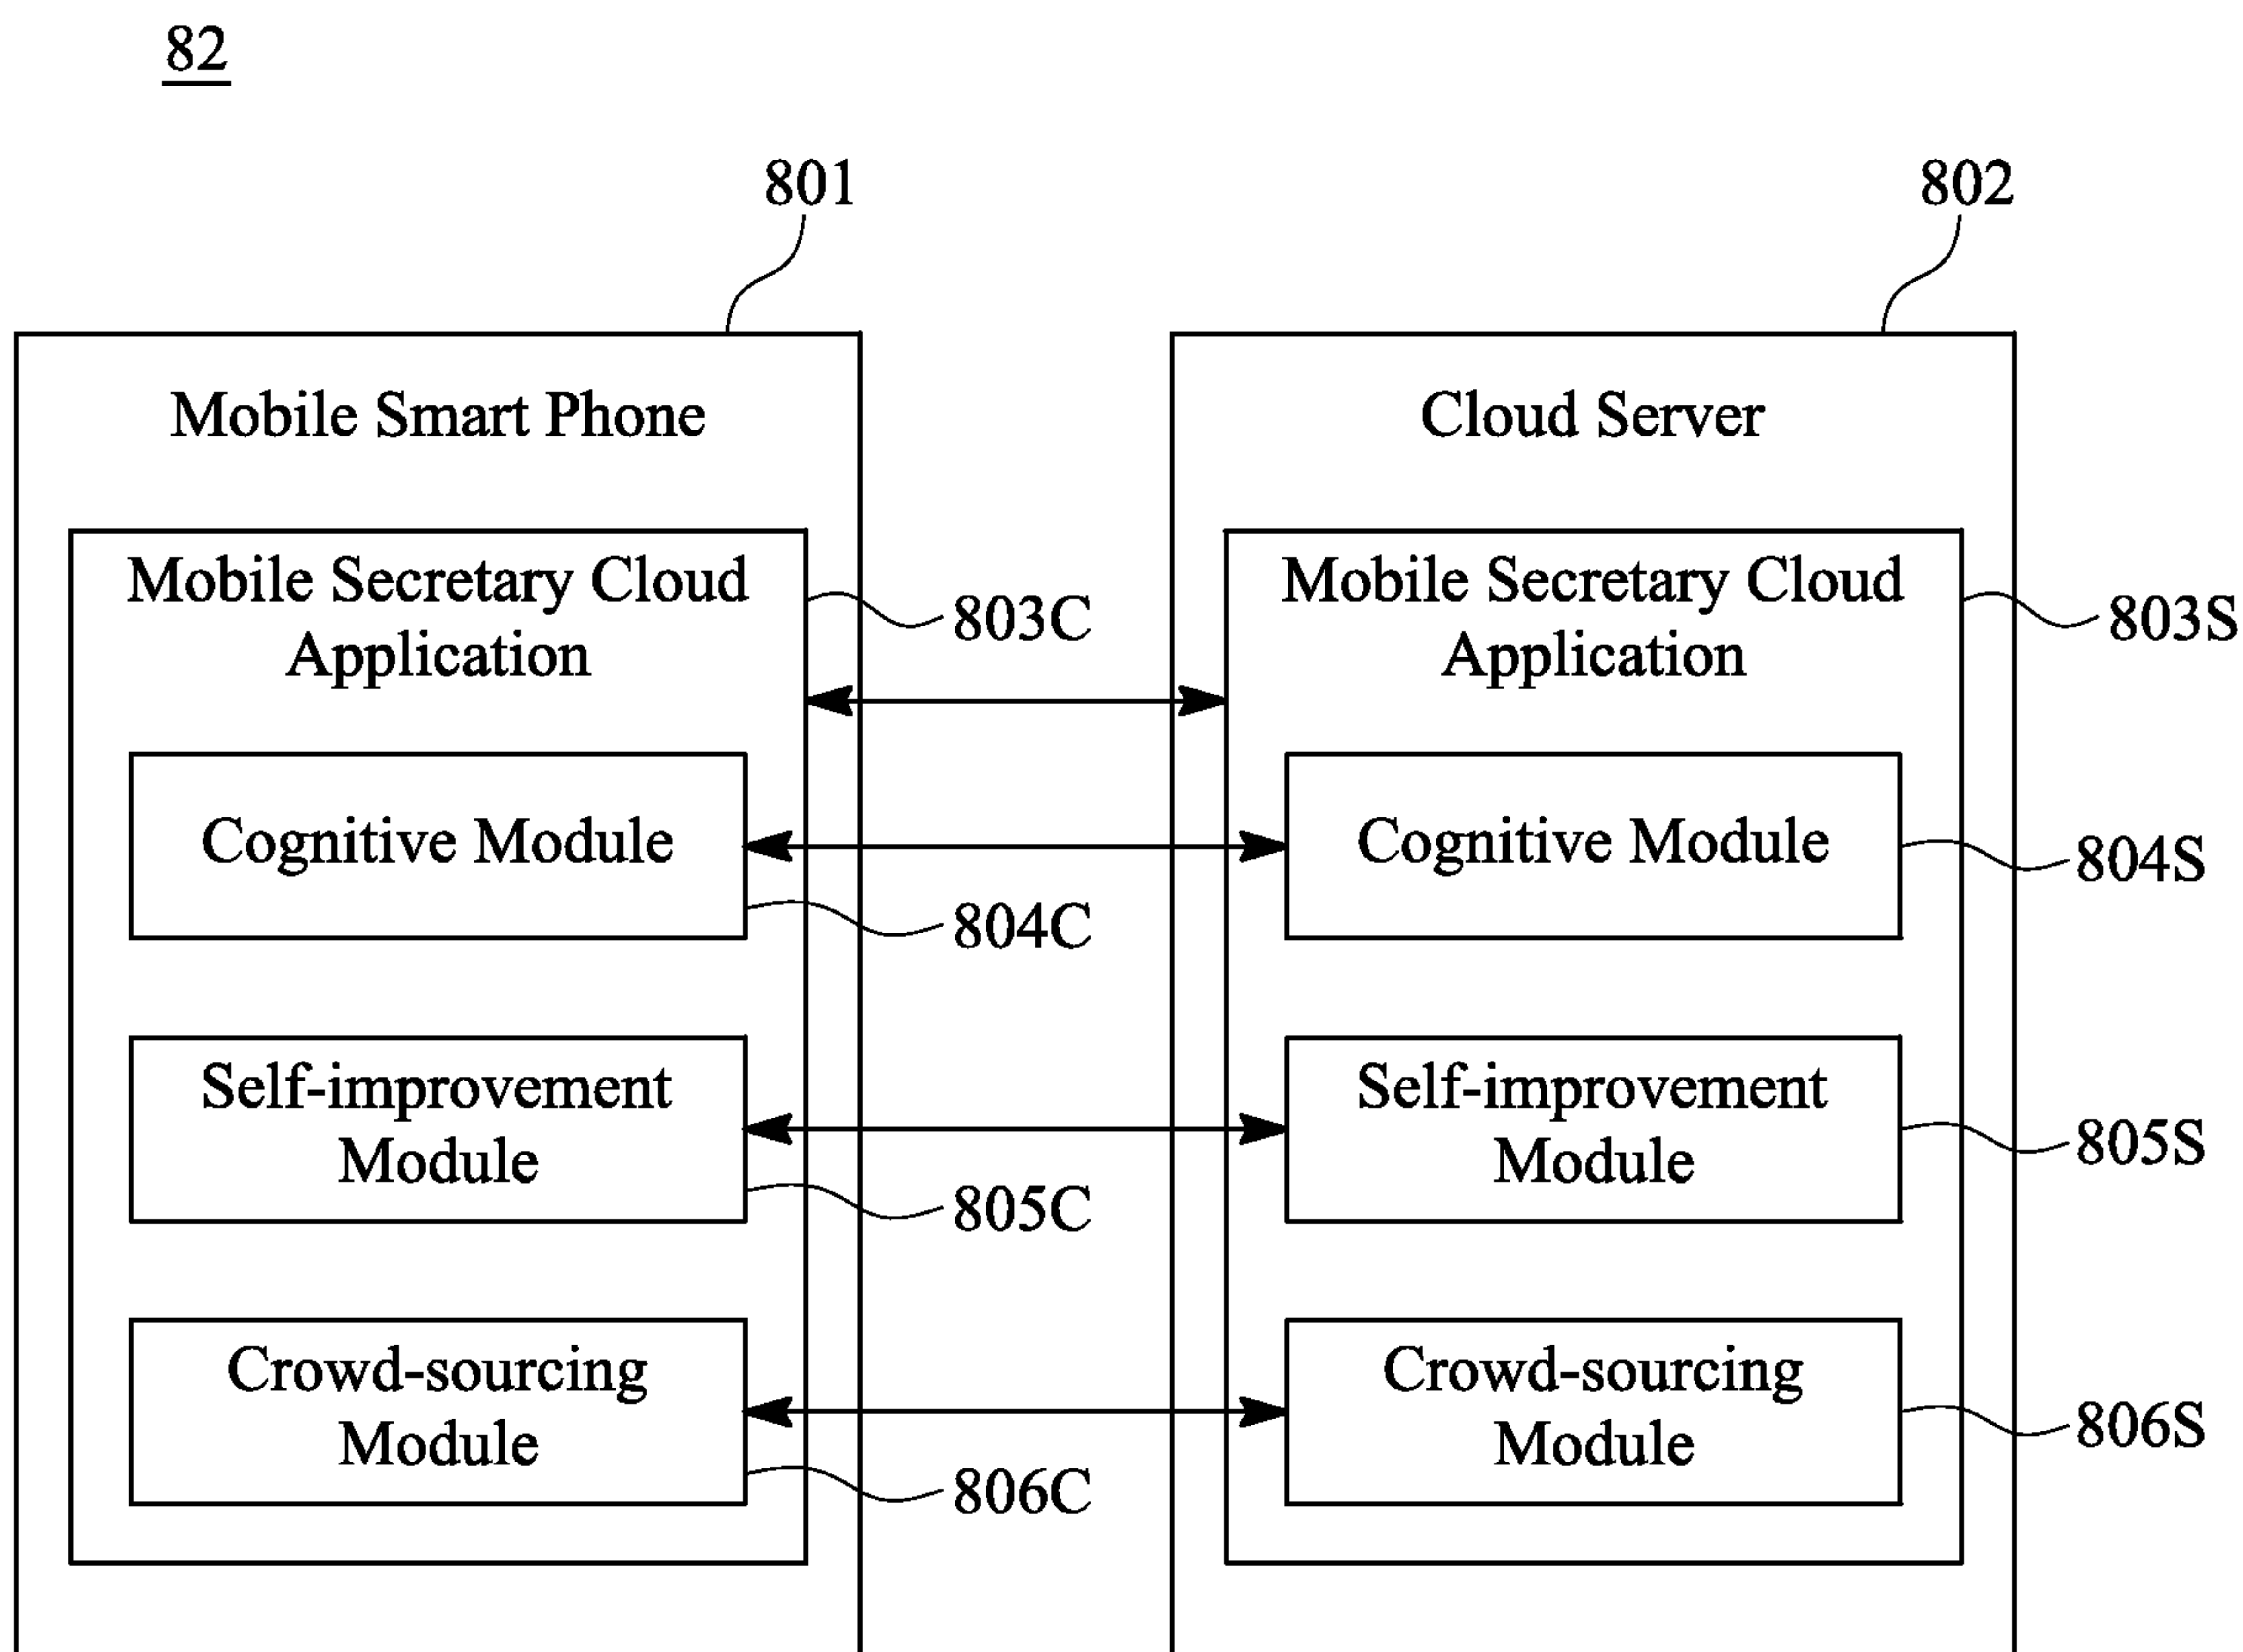 82
801
802
Mobile Smart Phone
Cloud Server
Mobile Secretary Cloud
Application
803C
Mobile Secretary Cloud
Application
803S
Cognitive Module
804C
Cognitive Module
804S
Self-improvement
Module
805C
Self-improvement
Module
805S
Crowd-sourcing
Module
806C
Crowd-sourcing
Module
806S